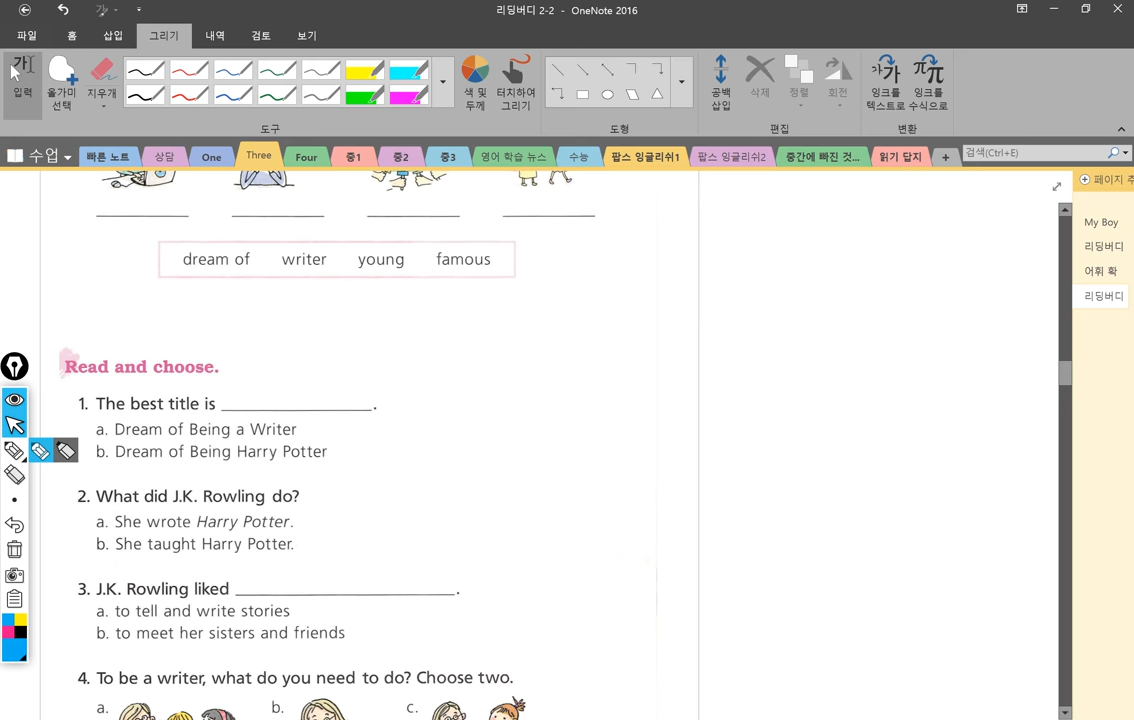 리딩버디 2-2 - OneNote 2016
파일 홈 삽입 그리기 내역 검토 보기
입력
올가미
선택
지우개
색 및
두께
터치하여
그리기
공백
삽입
삭제
정렬
회전
잉크를
텍스트로
잉크를
수식으로
도구
도형
편집
변환
수업
빠른 노트
상담
One
Three
Four
중1
중2
중3
영어 학습 뉴스
수능
팝스 잉글리쉬1
팝스 잉글리쉬2
중간에 빠진 것...
읽기 답지
검색(Ctrl+E)
페이지
My Boy
리딩버디
어휘 확
리딩버디
dream of writer young famous
Read and choose.
1. The best title is ________________.
a. Dream of Being a Writer
b. Dream of Being Harry Potter
2. What did J.K. Rowling do?
a. She wrote Harry Potter.
b. She taught Harry Potter.
3. J.K. Rowling liked ________________________.
a. to tell and write stories
b. to meet her sisters and friends
4. To be a writer, what do you need to do? Choose two.
a. b. c.